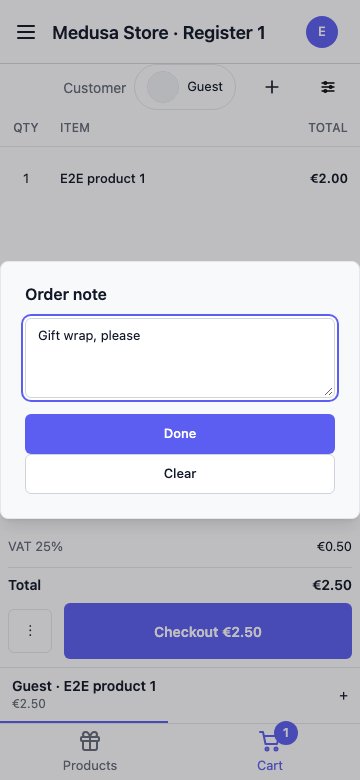 Medusa Store · Register 1
E
Customer
Guest
QTY ITEM TOTAL
1 E2E product 1 €2.00
Order note
Gift wrap, please
Done
Clear
VAT 25% €0.50
Total €2.50
Checkout €2.50
Guest · E2E product 1
€2.50
+
1
Products
Cart